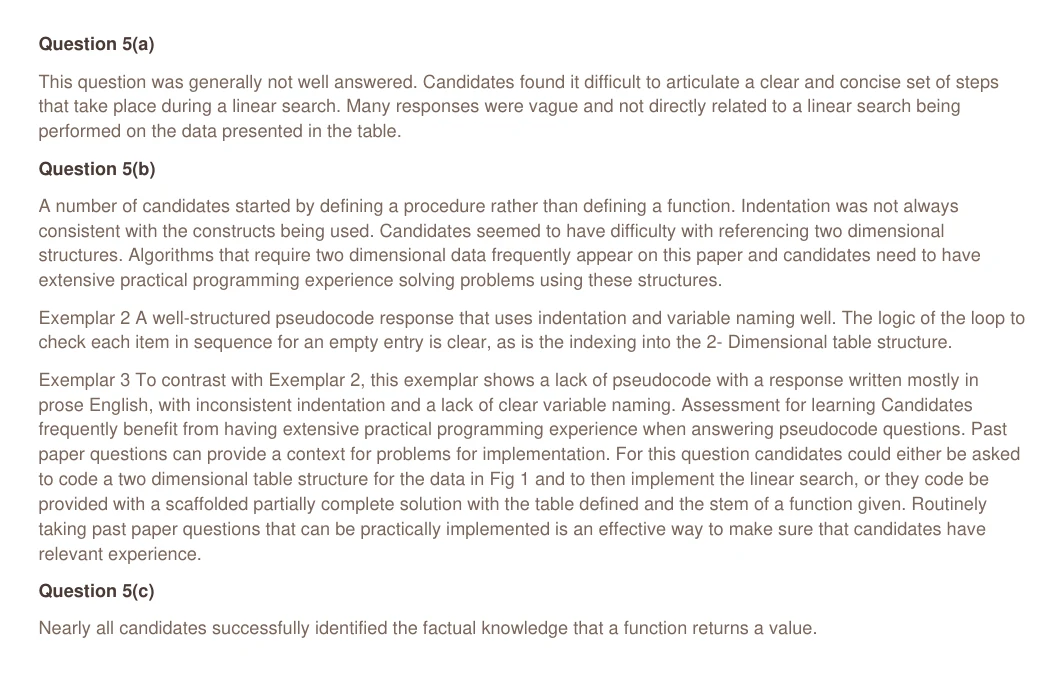 Question 5(a)
This question was generally not well answered. Candidates found it difficult to articulate a clear and concise set of steps
that take place during a linear search. Many responses were vague and not directly related to a linear search being
performed on the data presented in the table.
Question 5(b)
A number of candidates started by defining a procedure rather than defining a function. Indentation was not always
consistent with the constructs being used. Candidates seemed to have difficulty with referencing two dimensional
structures. Algorithms that require two dimensional data frequently appear on this paper and candidates need to have
extensive practical programming experience solving problems using these structures.
Exemplar 2 A well-structured pseudocode response that uses indentation and variable naming well. The logic of the loop to
check each item in sequence for an empty entry is clear, as is the indexing into the 2- Dimensional table structure.
Exemplar 3 To contrast with Exemplar 2, this exemplar shows a lack of pseudocode with a response written mostly in
prose English, with inconsistent indentation and a lack of clear variable naming. Assessment for learning Candidates
frequently benefit from having extensive practical programming experience when answering pseudocode questions. Past
paper questions can provide a context for problems for implementation. For this question candidates could either be asked
to code a two dimensional table structure for the data in Fig 1 and to then implement the linear search, or they code be
provided with a scaffolded partially complete solution with the table defined and the stem of a function given. Routinely
taking past paper questions that can be practically implemented is an effective way to make sure that candidates have
relevant experience.
Question 5(c)
Nearly all candidates successfully identified the factual knowledge that a function returns a value.